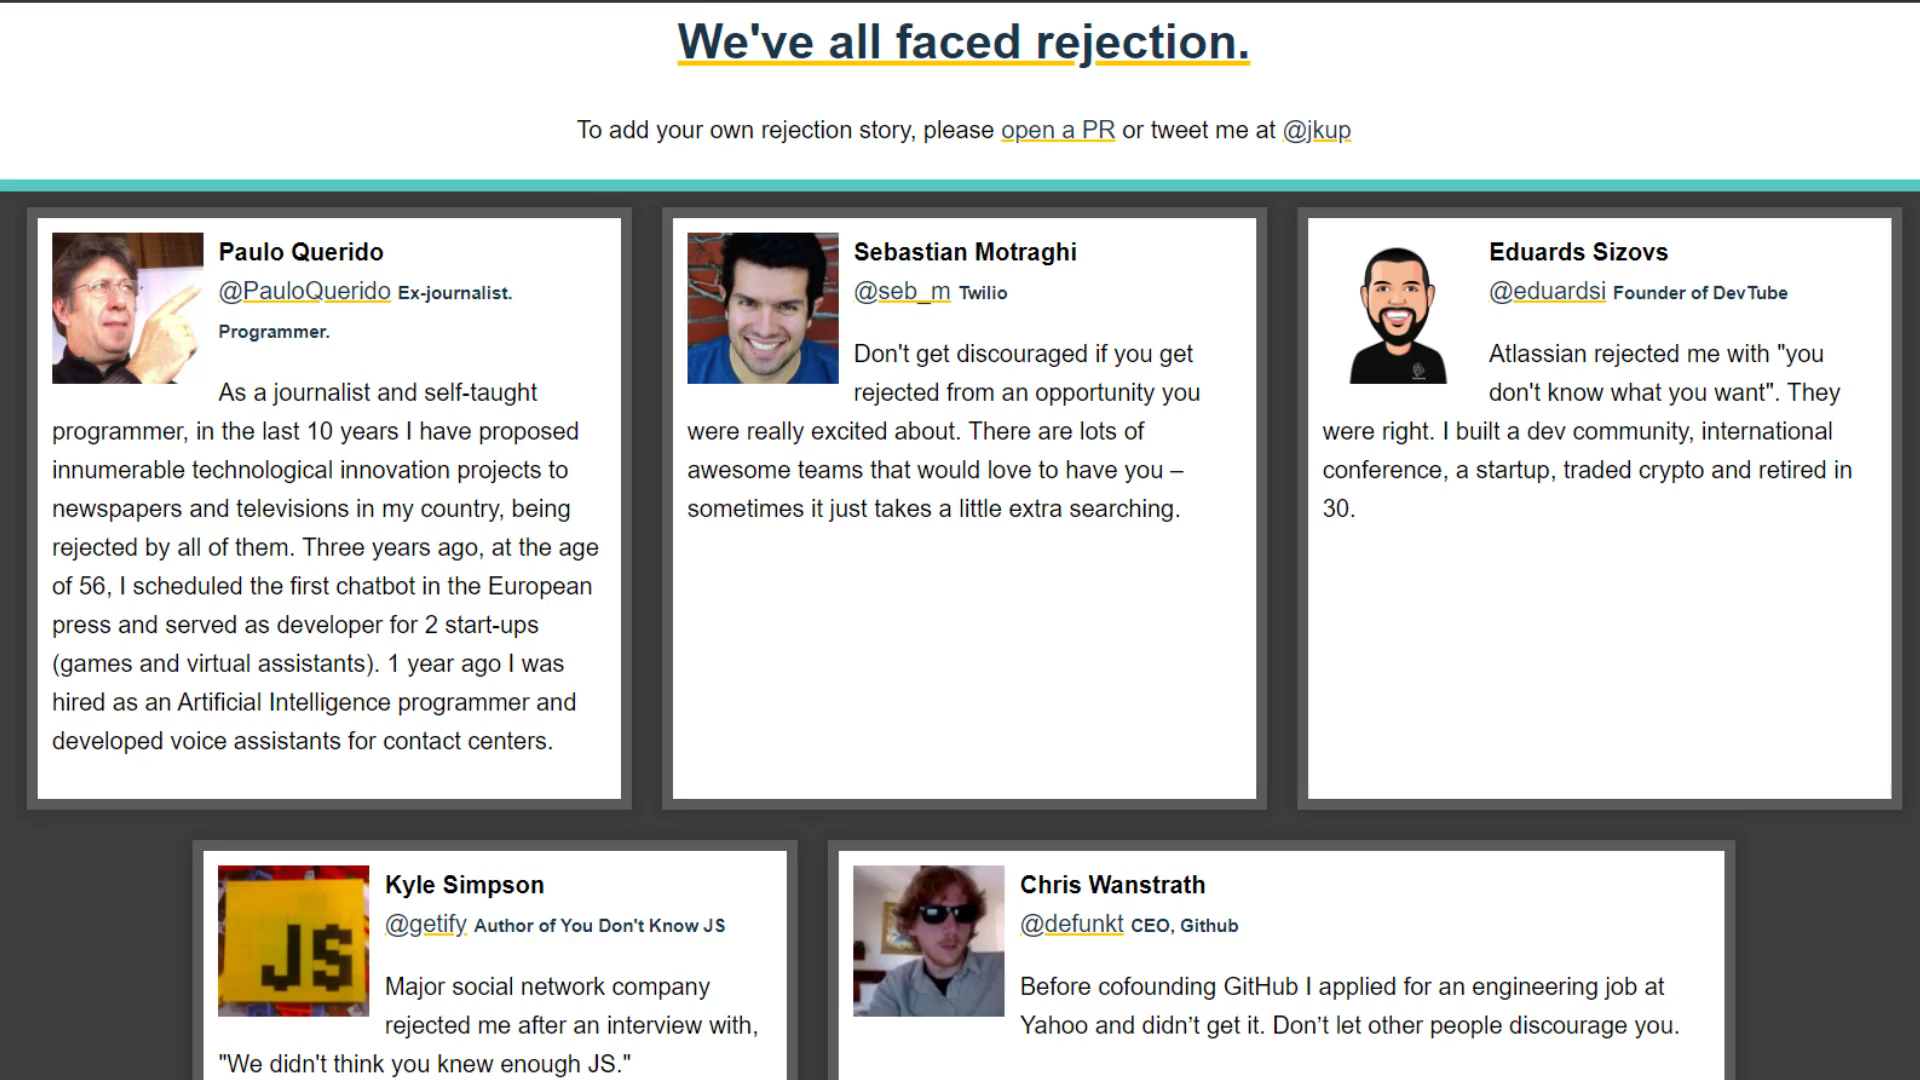 We've all faced rejection.
To add your own rejection story, please open a PR or tweet me at @jkup
Paulo Querido
@PauloQuerido Ex-journalist.
Programmer.
As a journalist and self-taught
programmer, in the last 10 years I have proposed
innumerable technological innovation projects to
newspapers and televisions in my country, being
rejected by all of them. Three years ago, at the age
of 56, I scheduled the first chatbot in the European
press and served as developer for 2 start-ups
(games and virtual assistants). 1 year ago I was
hired as an Artificial Intelligence programmer and
developed voice assistants for contact centers.
Sebastian Motraghi
@seb_m Twilio
Don't get discouraged if you get
rejected from an opportunity you
were really excited about. There are lots of
awesome teams that would love to have you –
sometimes it just takes a little extra searching.
Eduards Sizovs
@eduardsi Founder of DevTube
Atlassian rejected me with "you
don't know what you want". They
were right. I built a dev community, international
conference, a startup, traded crypto and retired in
30.
JS
Kyle Simpson
@getify Author of You Don't Know JS
Major social network company
rejected me after an interview with,
"We didn't think you knew enough JS."
Chris Wanstrath
@defunkt CEO, Github
Before cofounding GitHub I applied for an engineering job at
Yahoo and didn’t get it. Don’t let other people discourage you.